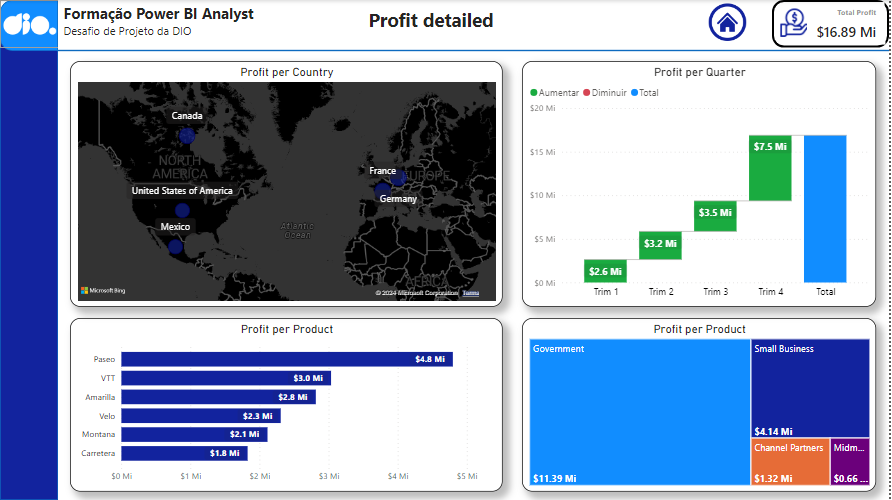 dio.
Formação Power BI Analyst
Desafio de Projeto da DIO
Profit detailed
Total Profit
$16.89 Mi
Profit per Country
Canada
NORTH
AMERICA
United States of America
Mexico
France
EUROPE
Germany
Atlantic
Ocean
AFRICA
Microsoft Bing
© 2024 Microsoft Corporation Terms
Profit per Quarter
Aumentar Diminuir Total
$20 Mi
$15 Mi
$10 Mi
$5 Mi
$0 Mi
$2.6 Mi
$3.2 Mi
$3.5 Mi
$7.5 Mi
Trim 1 Trim 2 Trim 3 Trim 4 Total
Profit per Product
Paseo $4.8 Mi
VTT $3.0 Mi
Amarilla $2.8 Mi
Velo $2.3 Mi
Montana $2.1 Mi
Carretera $1.8 Mi
$0 Mi $1 Mi $2 Mi $3 Mi $4 Mi $5 Mi
Profit per Product
Government
$11.39 Mi
Small Business
$4.14 Mi
Channel Partners
$1.32 Mi
Midm...
$0.66 ...